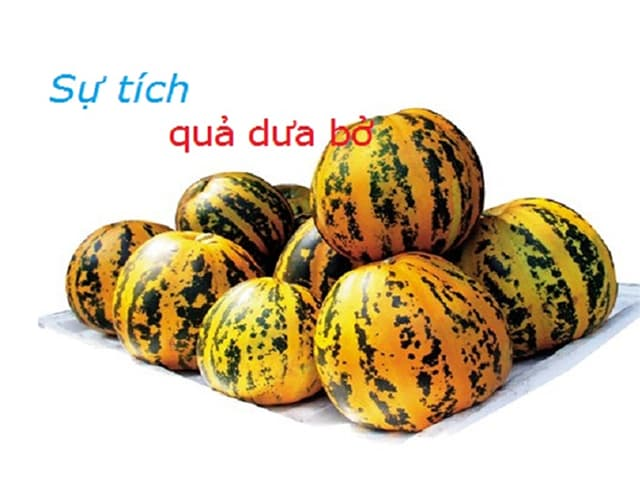 Sự tích
quả dưa bở